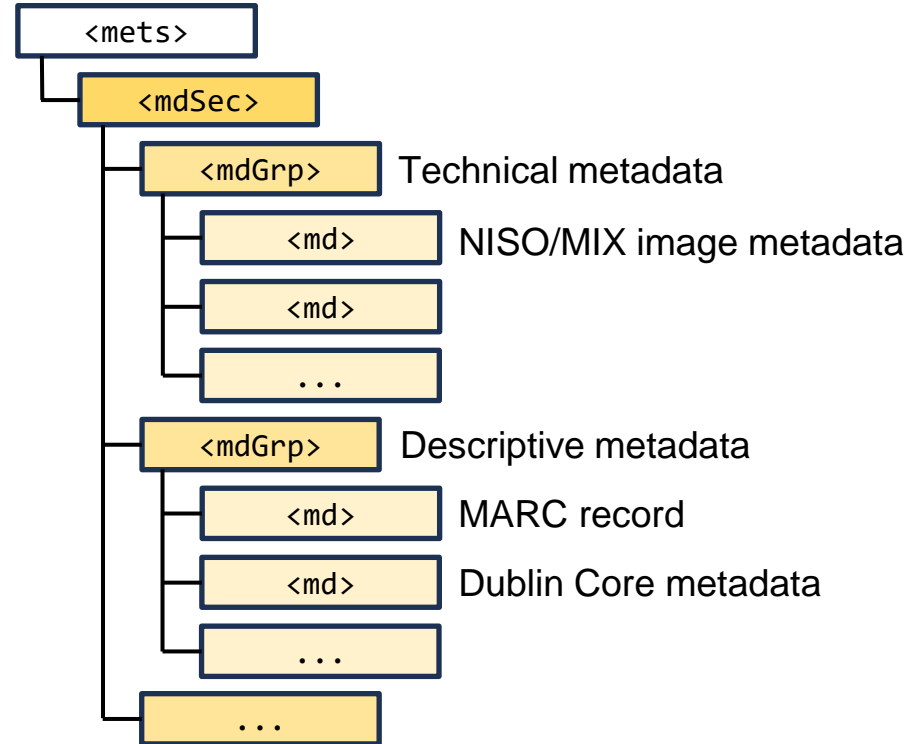 <mets>
<mdSec>
<mdGrp> Technical metadata
<md> NISO/MIX image metadata
<md>
...
<mdGrp> Descriptive metadata
<md> MARC record
<md> Dublin Core metadata
...
...